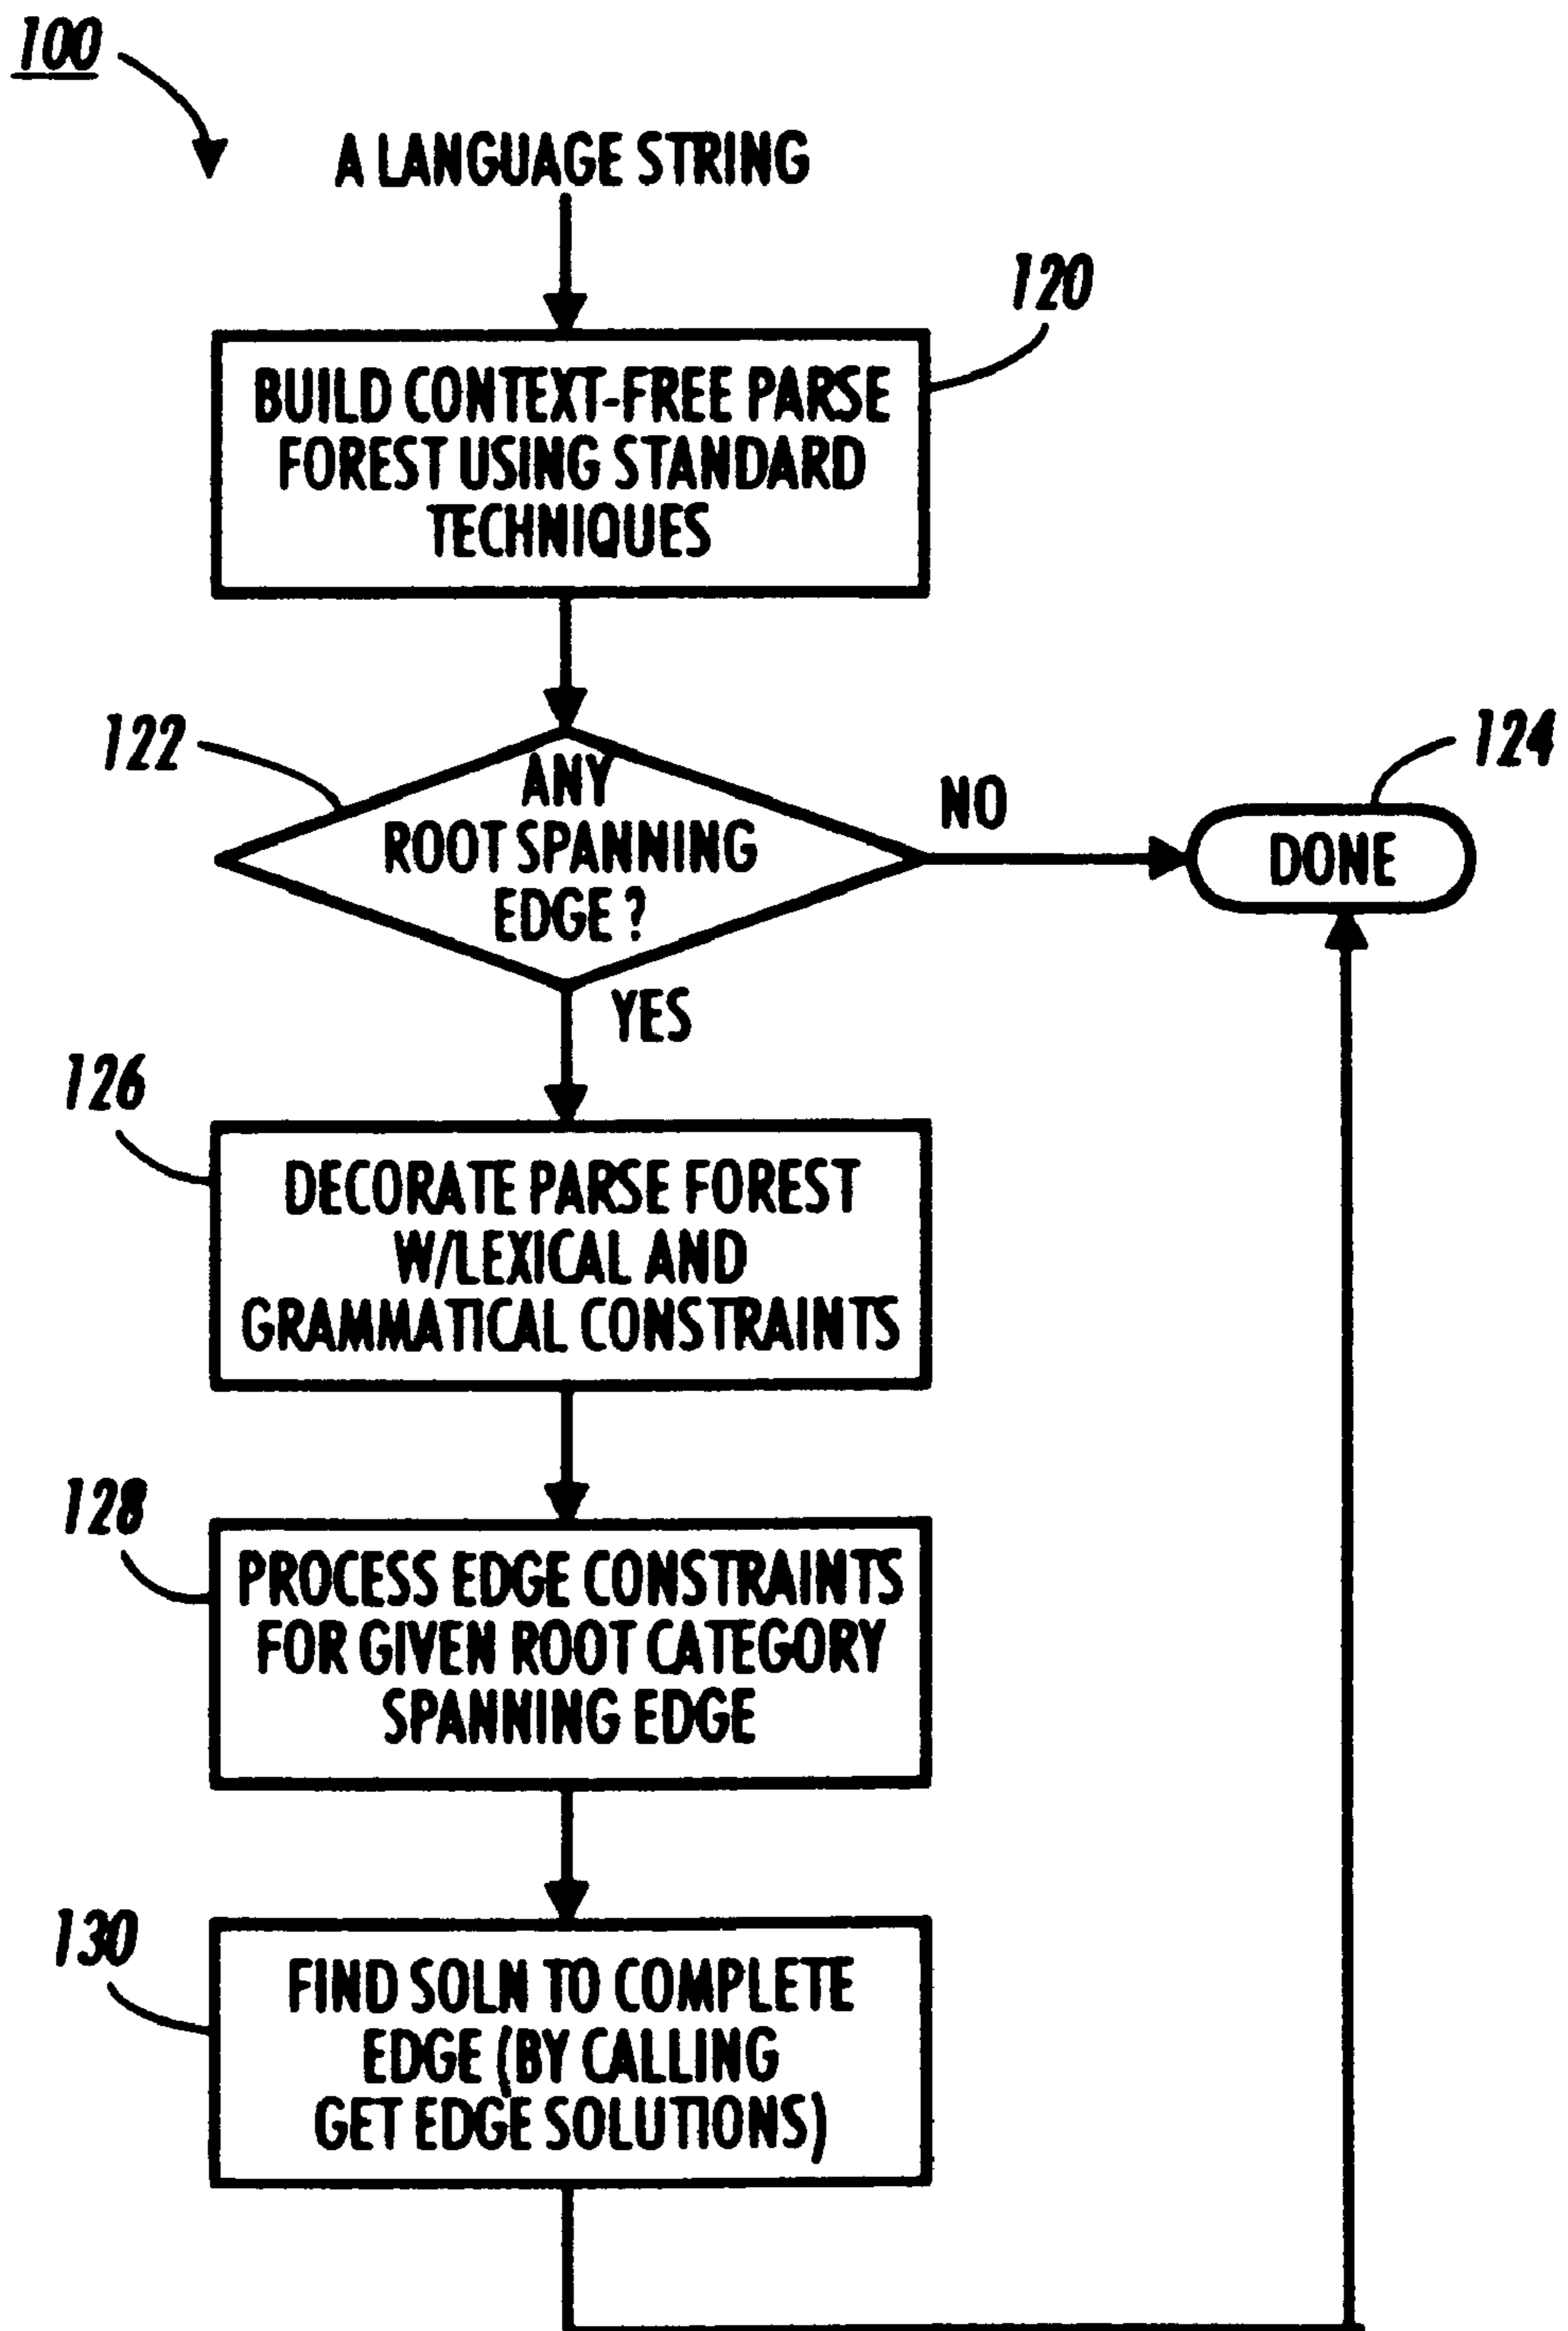 100
A LANGUAGE STRING
120
BUILD CONTEXT-FREE PARSE
FOREST USING STANDARD
TECHNIQUES
122
ANY
ROOT SPANNING
EDGE?
NO
124
DONE
YES
126
DECORATE PARSE FOREST
W/LEXICAL AND
GRAMMATICAL CONSTRAINTS
128
PROCESS EDGE CONSTRAINTS
FOR GIVEN ROOT CATEGORY
SPANNING EDGE
130
FIND SOLN TO COMPLETE
EDGE (BY CALLING
GET EDGE SOLUTIONS)